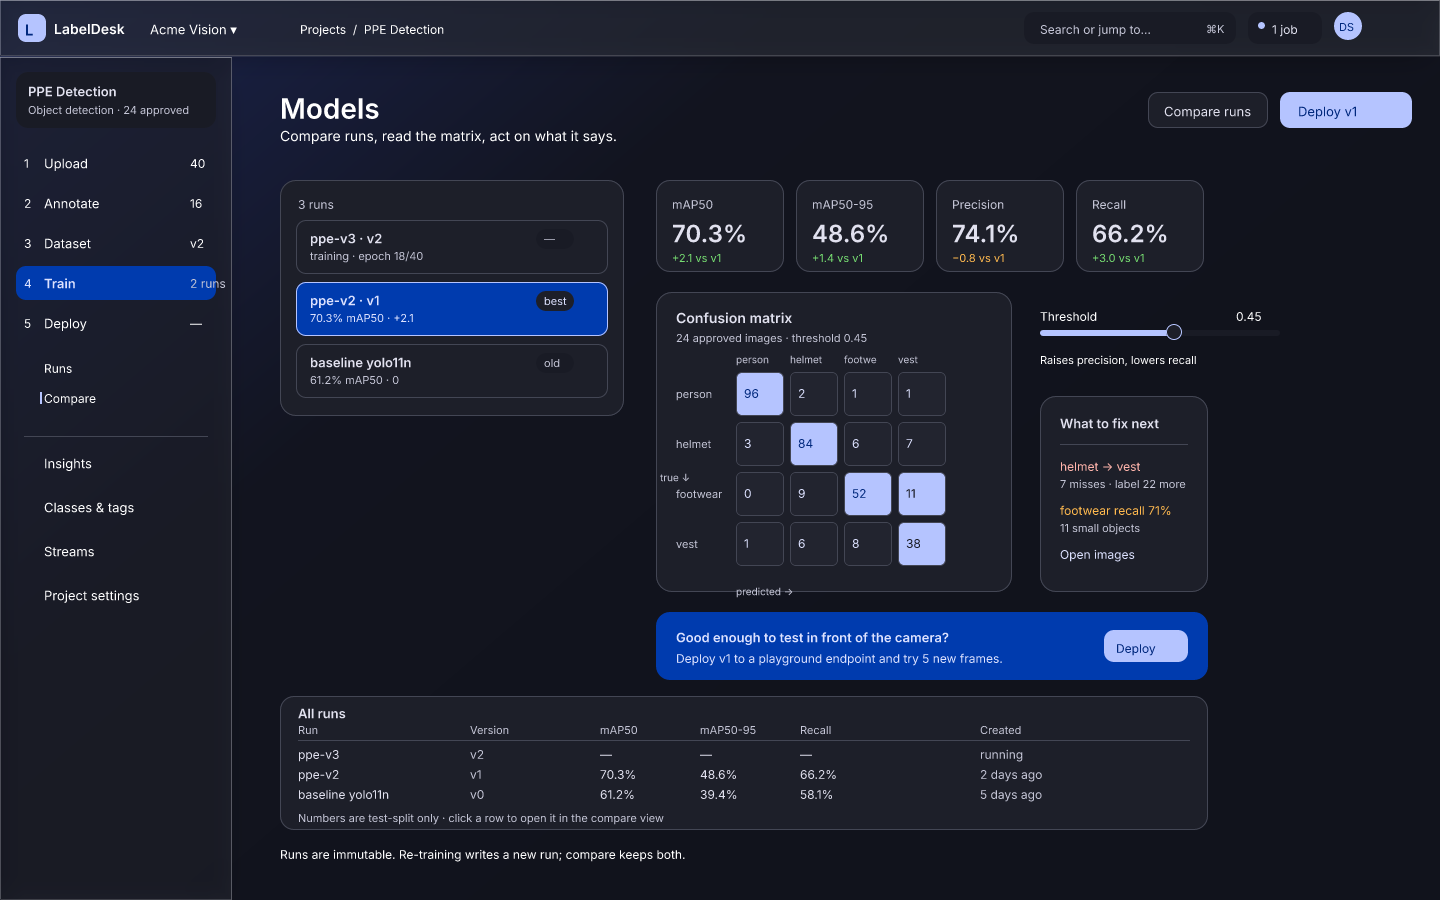 L LabelDesk Acme Vision ▾ Projects / PPE Detection Search or jump to... ⌘K 1 job DS
PPE Detection
Object detection · 24 approved
1 Upload 40
2 Annotate 16
3 Dataset v2
4 Train 2 runs
5 Deploy —
Runs
Compare
Insights
Classes & tags
Streams
Project settings
Models
Compare runs, read the matrix, act on what it says.
Compare runs
Deploy v1
3 runs
ppe-v3 · v2 —
training · epoch 18/40
ppe-v2 · v1 best
70.3% mAP50 · +2.1
baseline yolo11n old
61.2% mAP50 · 0
mAP50
70.3%
+2.1 vs v1
mAP50-95
48.6%
+1.4 vs v1
Precision
74.1%
−0.8 vs v1
Recall
66.2%
+3.0 vs v1
Confusion matrix
24 approved images · threshold 0.45
person helmet footwe vest
person 96 2 1 1
helmet 3 84 6 7
true ↓
footwear 0 9 52 11
vest 1 6 8 38
predicted →
Threshold 0.45
Raises precision, lowers recall
What to fix next
helmet → vest
7 misses · label 22 more
footwear recall 71%
11 small objects
Open images
Good enough to test in front of the camera?
Deploy v1 to a playground endpoint and try 5 new frames.
Deploy
All runs
Run Version mAP50 mAP50-95 Recall Created
ppe-v3 v2 — — — running
ppe-v2 v1 70.3% 48.6% 66.2% 2 days ago
baseline yolo11n v0 61.2% 39.4% 58.1% 5 days ago
Numbers are test-split only · click a row to open it in the compare view
Runs are immutable. Re-training writes a new run; compare keeps both.